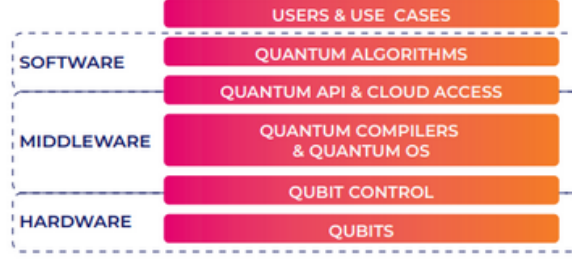 USERS & USE CASES
SOFTWARE
QUANTUM ALGORITHMS
QUANTUM API & CLOUD ACCESS
MIDDLEWARE
QUANTUM COMPILERS
& QUANTUM OS
QUBIT CONTROL
HARDWARE
QUBITS